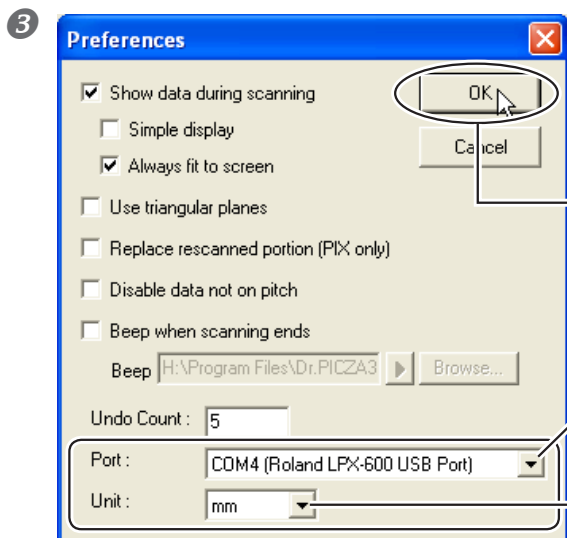 3
Preferences
Show data during scanning
OK
Simple display
Cancel
Always fit to screen
Use triangular planes
Replace rescanned portion (PIX only)
Disable data not on pitch
Beep when scanning ends
Beep H:\Program Files\Dr.PICZA3 Browse...
Undo Count : 5
Port : COM4 (Roland LPX-600 USB Port)
Unit : mm